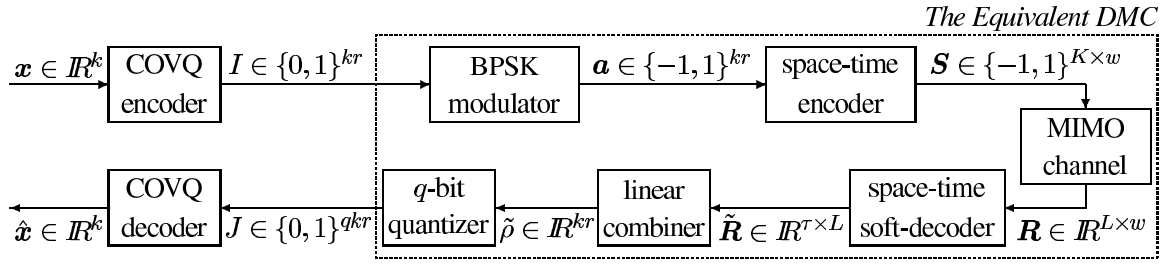 The Equivalent DMC
x ∈ ℝ^k
COVQ
encoder
I ∈ {0, 1}^{kr}
BPSK
modulator
a ∈ {−1, 1}^{kr}
space-time
encoder
S ∈ {−1, 1}^{K×w}
MIMO
channel
x̂ ∈ ℝ^k
COVQ
decoder
J ∈ {0, 1}^{qkr}
q-bit
quantizer
ρ̃ ∈ ℝ^{kr}
linear
combiner
R̃ ∈ ℝ^{τ×L}
space-time
soft-decoder
R ∈ ℝ^{L×w}